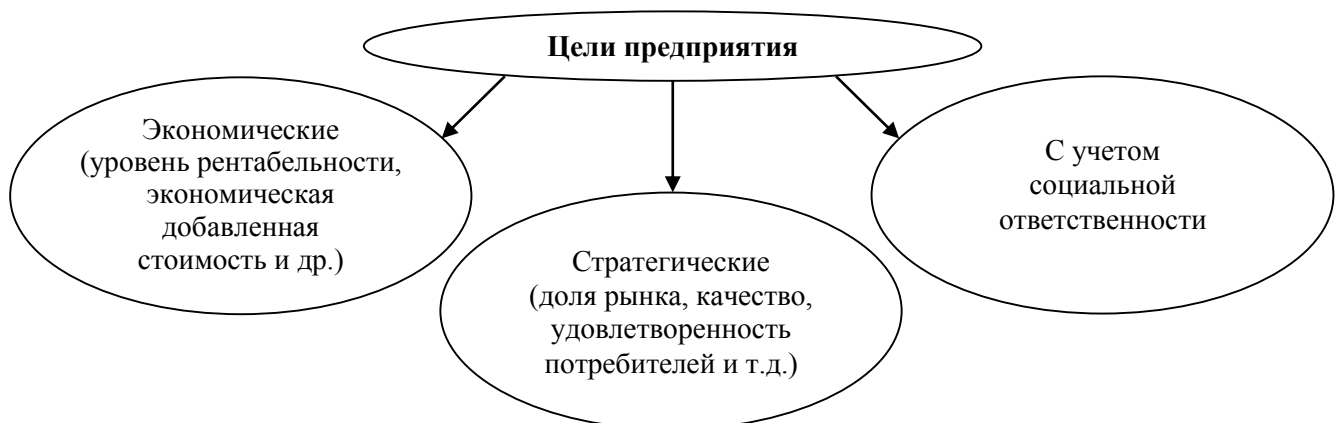 Цели предприятия
Экономические
(уровень рентабельности,
экономическая
добавленная
стоимость и др.)
Стратегические
(доля рынка, качество,
удовлетворенность
потребителей и т.д.)
С учетом
социальной
ответственности